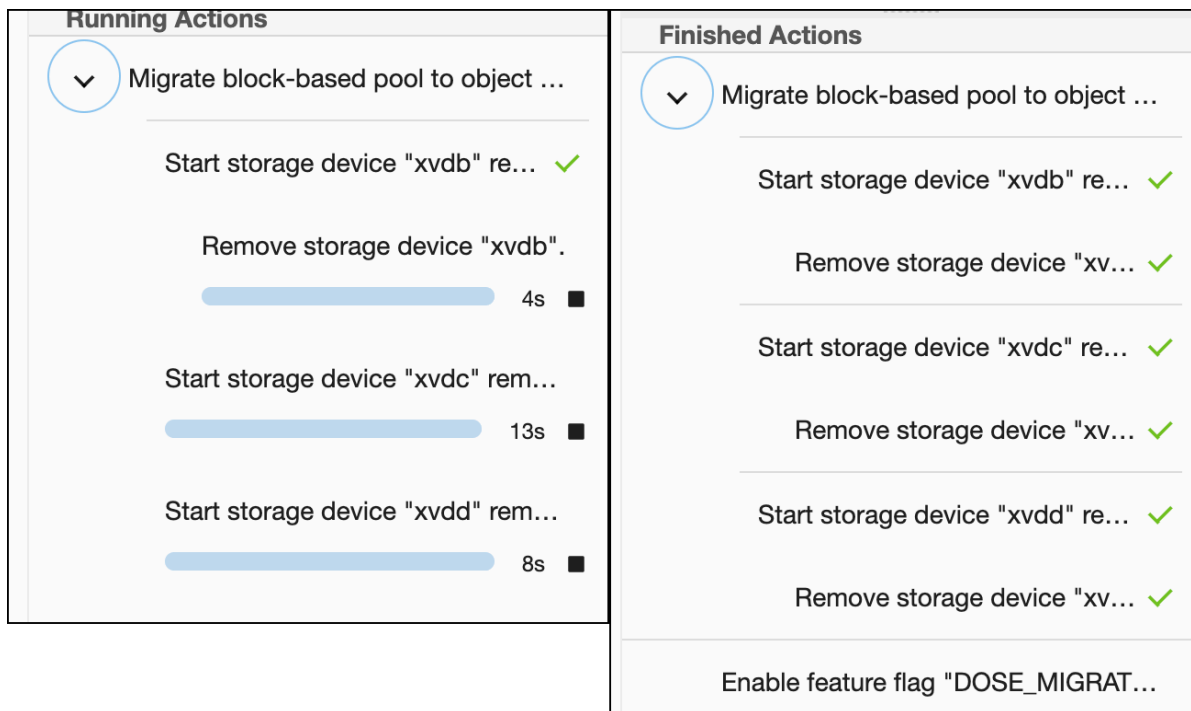 Running Actions
Migrate block-based pool to object ...
Start storage device "xvdb" re...
Remove storage device "xvdb".
4s
Start storage device "xvdc" rem...
13s
Start storage device "xvdd" rem...
8s
Finished Actions
Migrate block-based pool to object ...
Start storage device "xvdb" re...
Remove storage device "xv...
Start storage device "xvdc" re...
Remove storage device "xv...
Start storage device "xvdd" re...
Remove storage device "xv...
Enable feature flag "DOSE_MIGRAT...